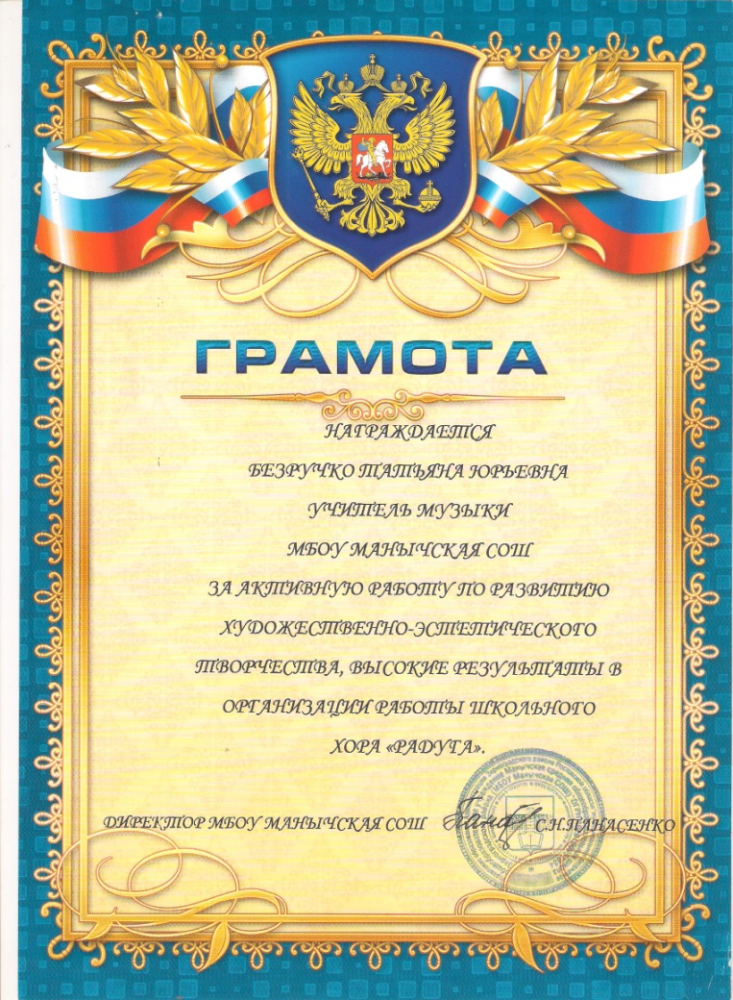 ГРАМОТА
НАГРАЖДАЕТСЯ
БЕЗРУЧКО ТАТЬЯНА ЮРЬЕВНА
УЧИТЕЛЬ МУЗЫКИ
МБОУ МАНЫЧСКАЯ СОШ
ЗА АКТИВНУЮ РАБОТУ ПО РАЗВИТИЮ
ХУДОЖЕСТВЕННО-ЭСТЕТИЧЕСКОГО
ТВОРЧЕСТВА, ВЫСОКИЕ РЕЗУЛЬТАТЫ В
ОРГАНИЗАЦИИ РАБОТЫ ШКОЛЬНОГО
ХОРА «РАДУГА».
ДИРЕКТОР МБОУ МАНЫЧСКАЯ СОШ С.Н.ПАНАСЕНКО